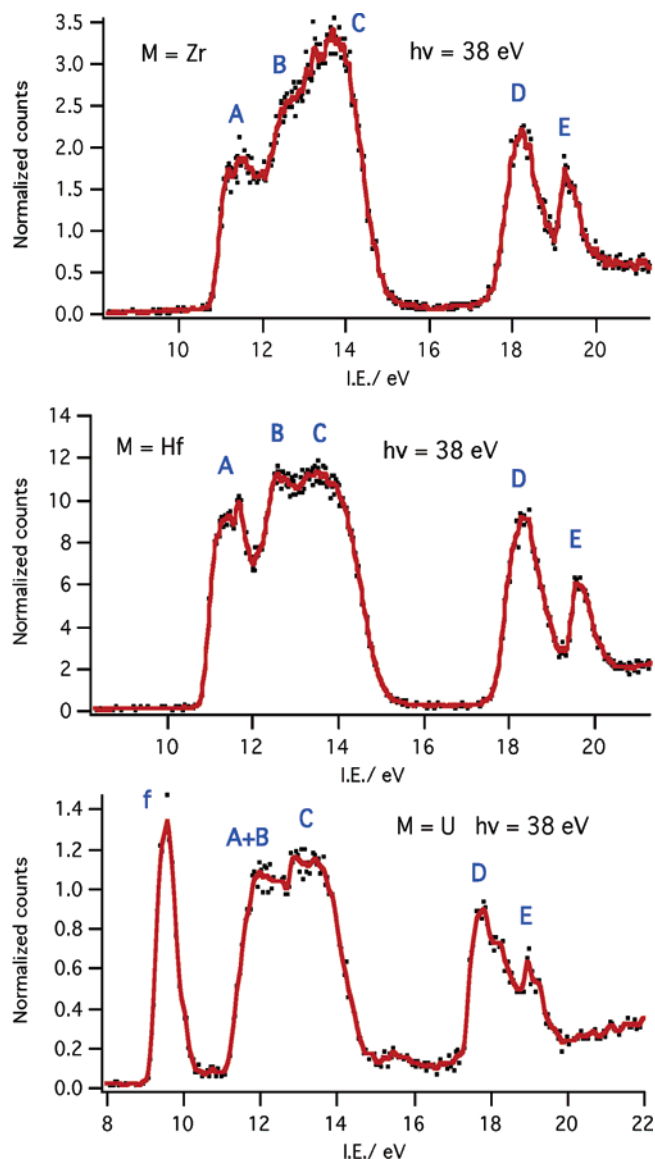 M = Zr
hν = 38 eV
A
B
C
D
E
Normalized counts
3.5
3.0
2.5
2.0
1.5
1.0
0.5
0.0
10 12 14 16 18 20
I.E./ eV
M = Hf
hν = 38 eV
A
B
C
D
E
Normalized counts
14
12
10
8
6
4
2
0
10 12 14 16 18 20
I.E./ eV
f
A+B
C
M = U hν = 38 eV
D
E
Normalized counts
1.4
1.2
1.0
0.8
0.6
0.4
0.2
0.0
8 10 12 14 16 18 20 22
I.E./ eV